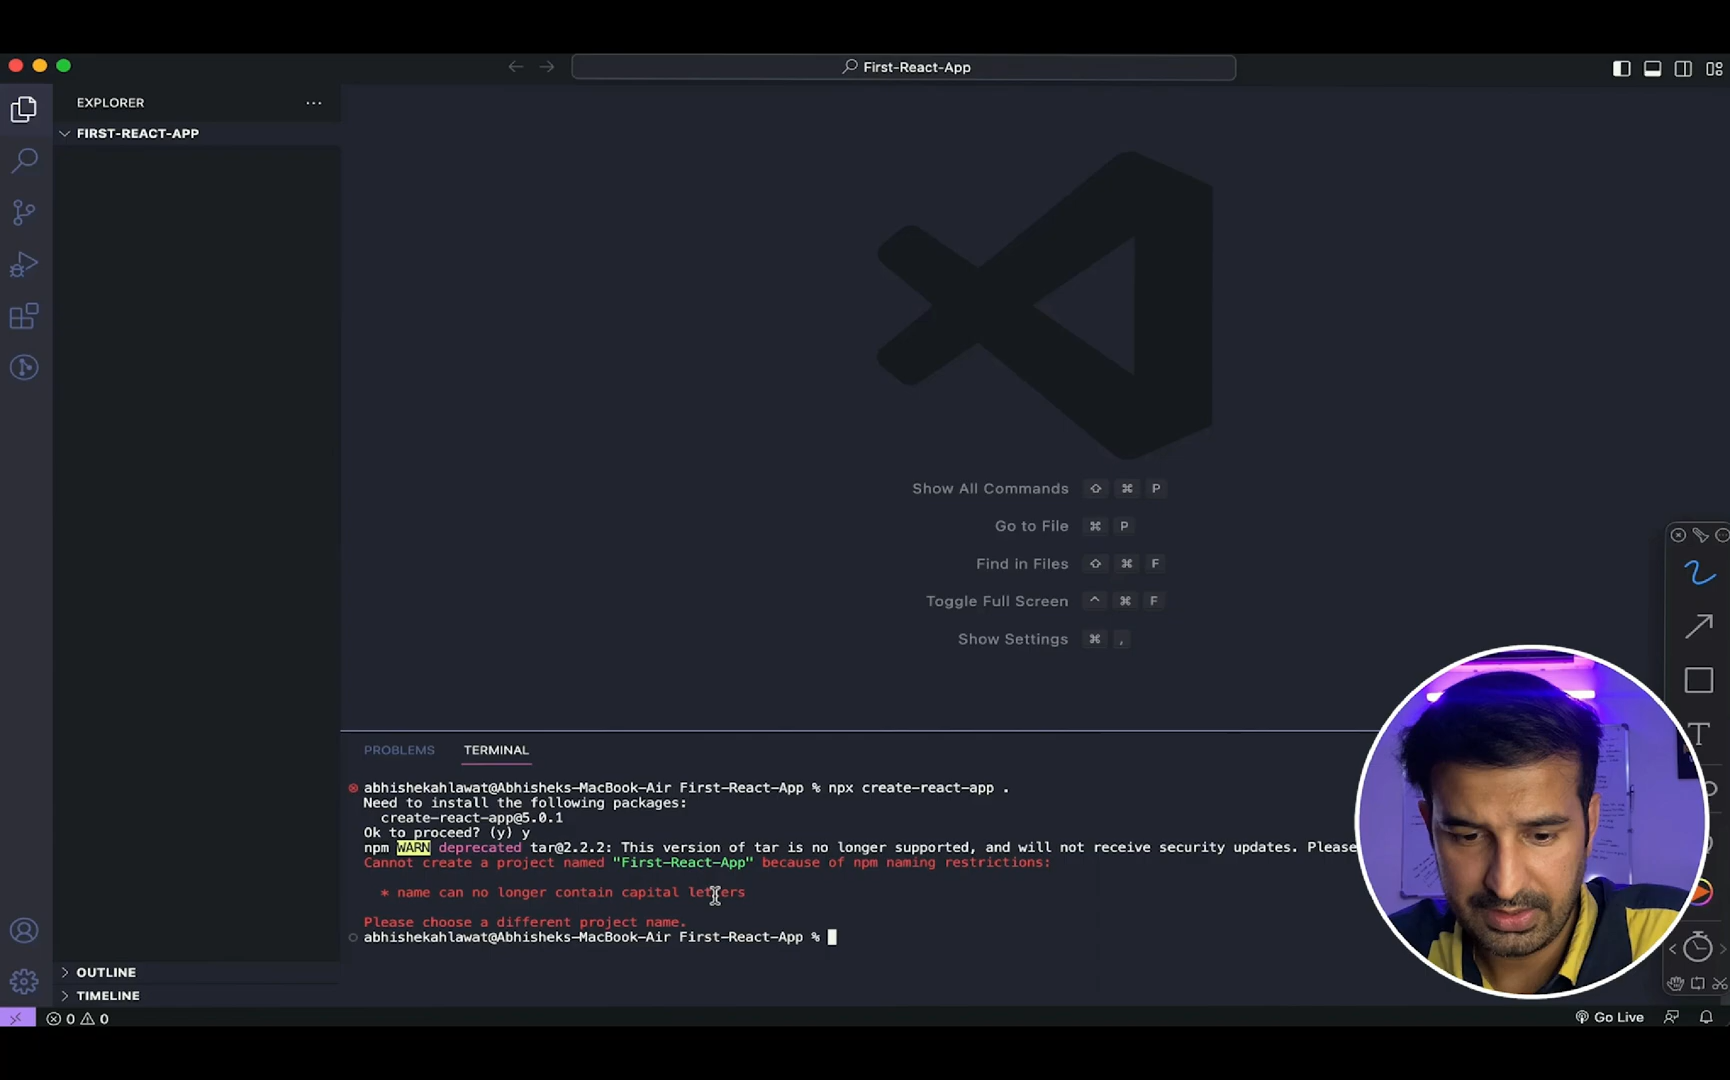 First-React-App
EXPLORER
FIRST-REACT-APP
Show All Commands ⇧ ⌘ P
Go to File ⌘ P
Find in Files ⇧ ⌘ F
Toggle Full Screen ^ ⌘ F
Show Settings ⌘ ,
T
PROBLEMS TERMINAL
abhishekahlawat@Abhisheks-MacBook-Air First-React-App % npx create-react-app .
Need to install the following packages:
create-react-app@5.0.1
Ok to proceed? (y) y
npm WARN deprecated tar@2.2.2: This version of tar is no longer supported, and will not receive security updates. Please
Cannot create a project named "First-React-App" because of npm naming restrictions:
* name can no longer contain capital letters
Please choose a different project name.
abhishekahlawat@Abhisheks-MacBook-Air First-React-App %
OUTLINE
TIMELINE
0 0
Go Live